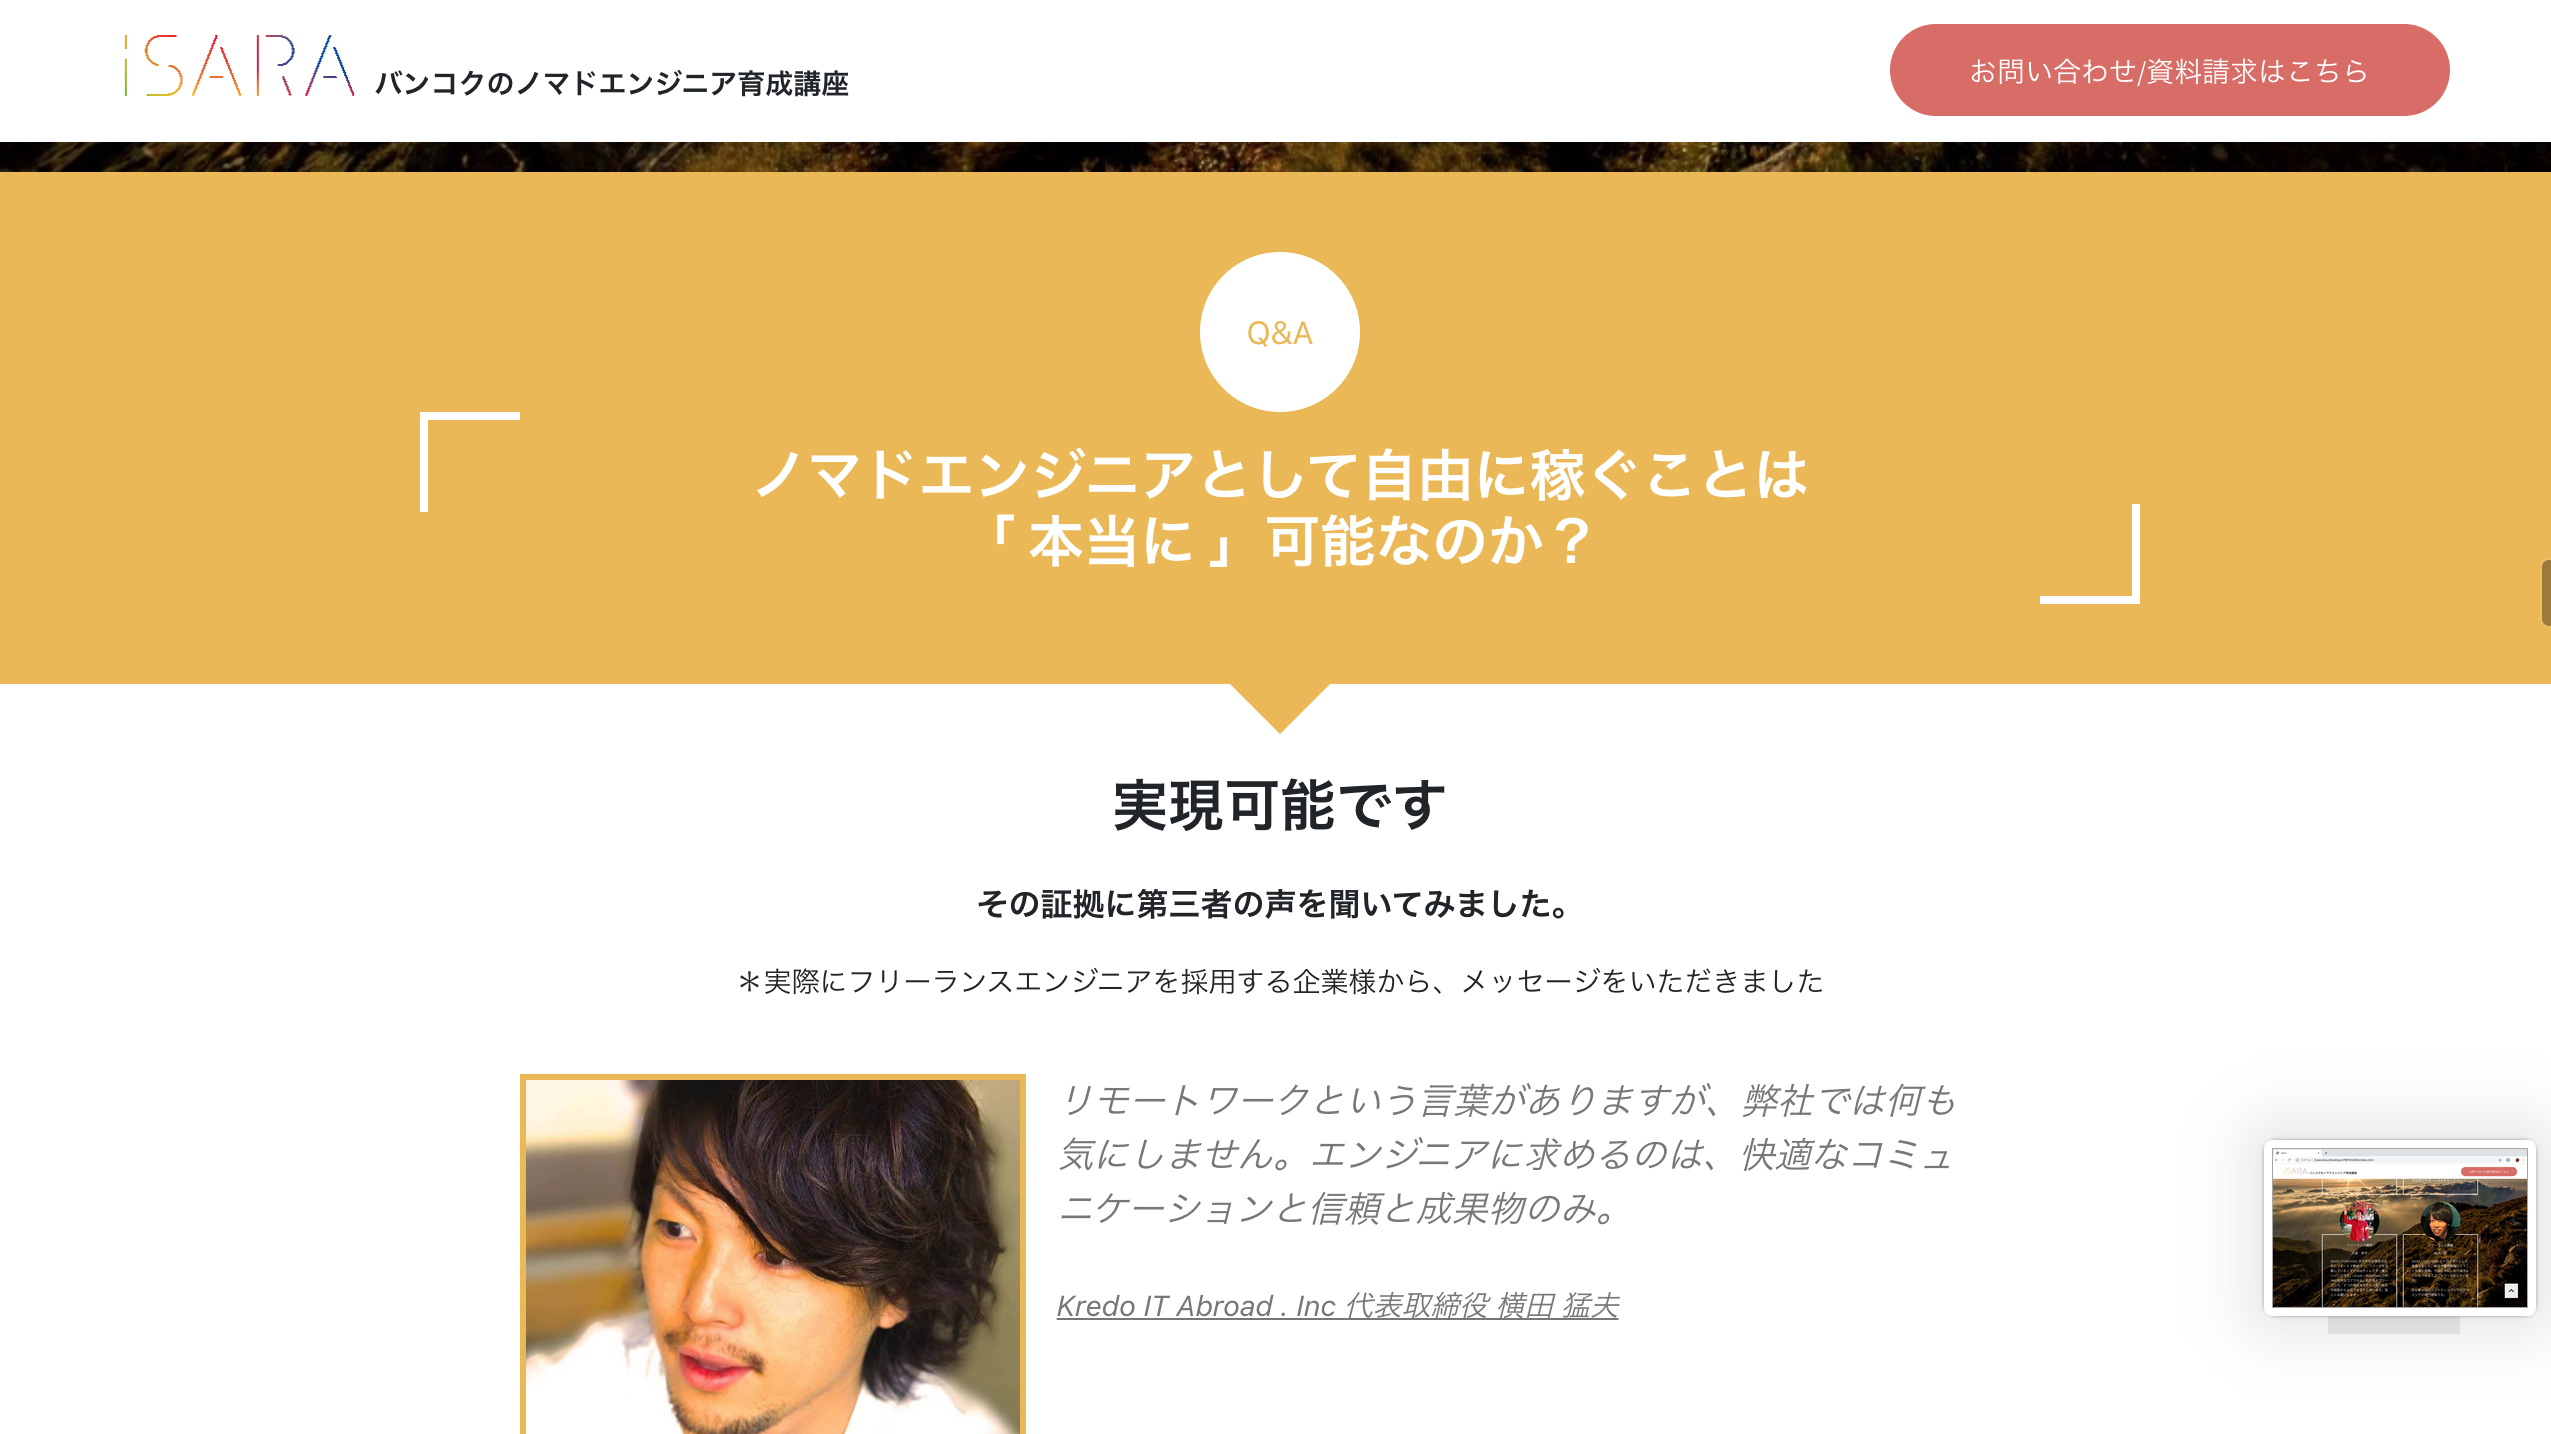 iSARA バンコクのノマドエンジニア育成講座
お問い合わせ/資料請求はこちら
Q&A
ノマドエンジニアとして自由に稼ぐことは
「 本当に 」 可能なのか？
実現可能です
その証拠に第三者の声を聞いてみました。
＊実際にフリーランスエンジニアを採用する企業様から、メッセージをいただきました
リモートワークという言葉がありますが、弊社では何も
気にしません。エンジニアに求めるのは、快適なコミュ
ニケーションと信頼と成果物のみ。
Kredo IT Abroad . Inc 代表取締役 横田 猛夫